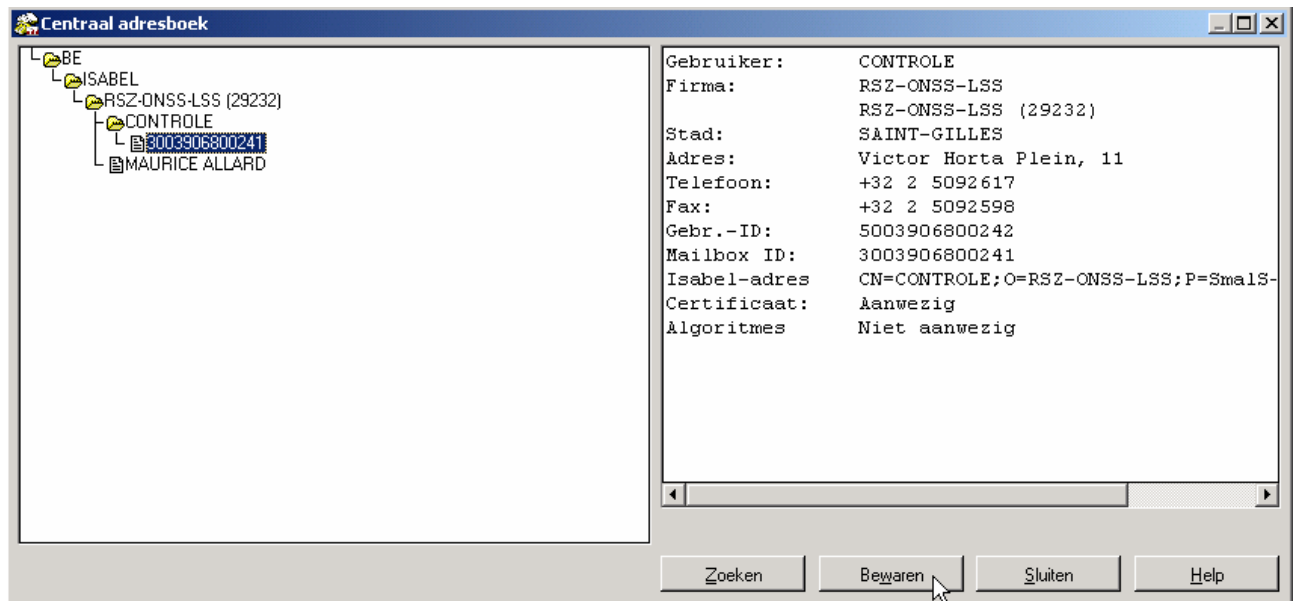 Centraal adresboek
BE
ISABEL
RSZ-ONSS-LSS (29232)
CONTROLE
3003906800241
MAURICE ALLARD
Gebruiker: CONTROLE
Firma: RSZ-ONSS-LSS
RSZ-ONSS-LSS (29232)
Stad: SAINT-GILLES
Adres: Victor Horta Plein, 11
Telefoon: +32 2 5092617
Fax: +32 2 5092598
Gebr.-ID: 5003906800242
Mailbox ID: 3003906800241
Isabel-adres CN=CONTROLE;O=RSZ-ONSS-LSS;P=SmalS-
Certificaat: Aanwezig
Algoritmes Niet aanwezig
Zoeken Bewaren Sluiten Help